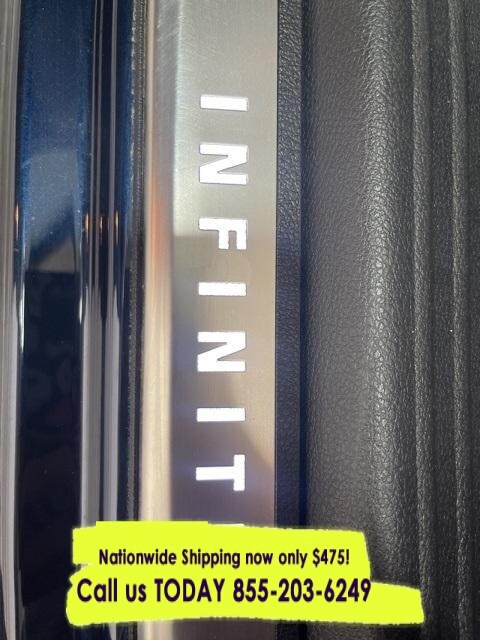 INFINIT
Nationwide Shipping now only $475!
Call us TODAY 855-203-6249